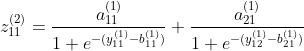 z_{11}^{(2)} = \frac{a_{11}^{(1)}}{1 + e^{-(y_{11}^{(1)} - b_{11}^{(1)})}} + \frac{a_{21}^{(1)}}{1 + e^{-(y_{12}^{(1)} - b_{21}^{(1)})}}